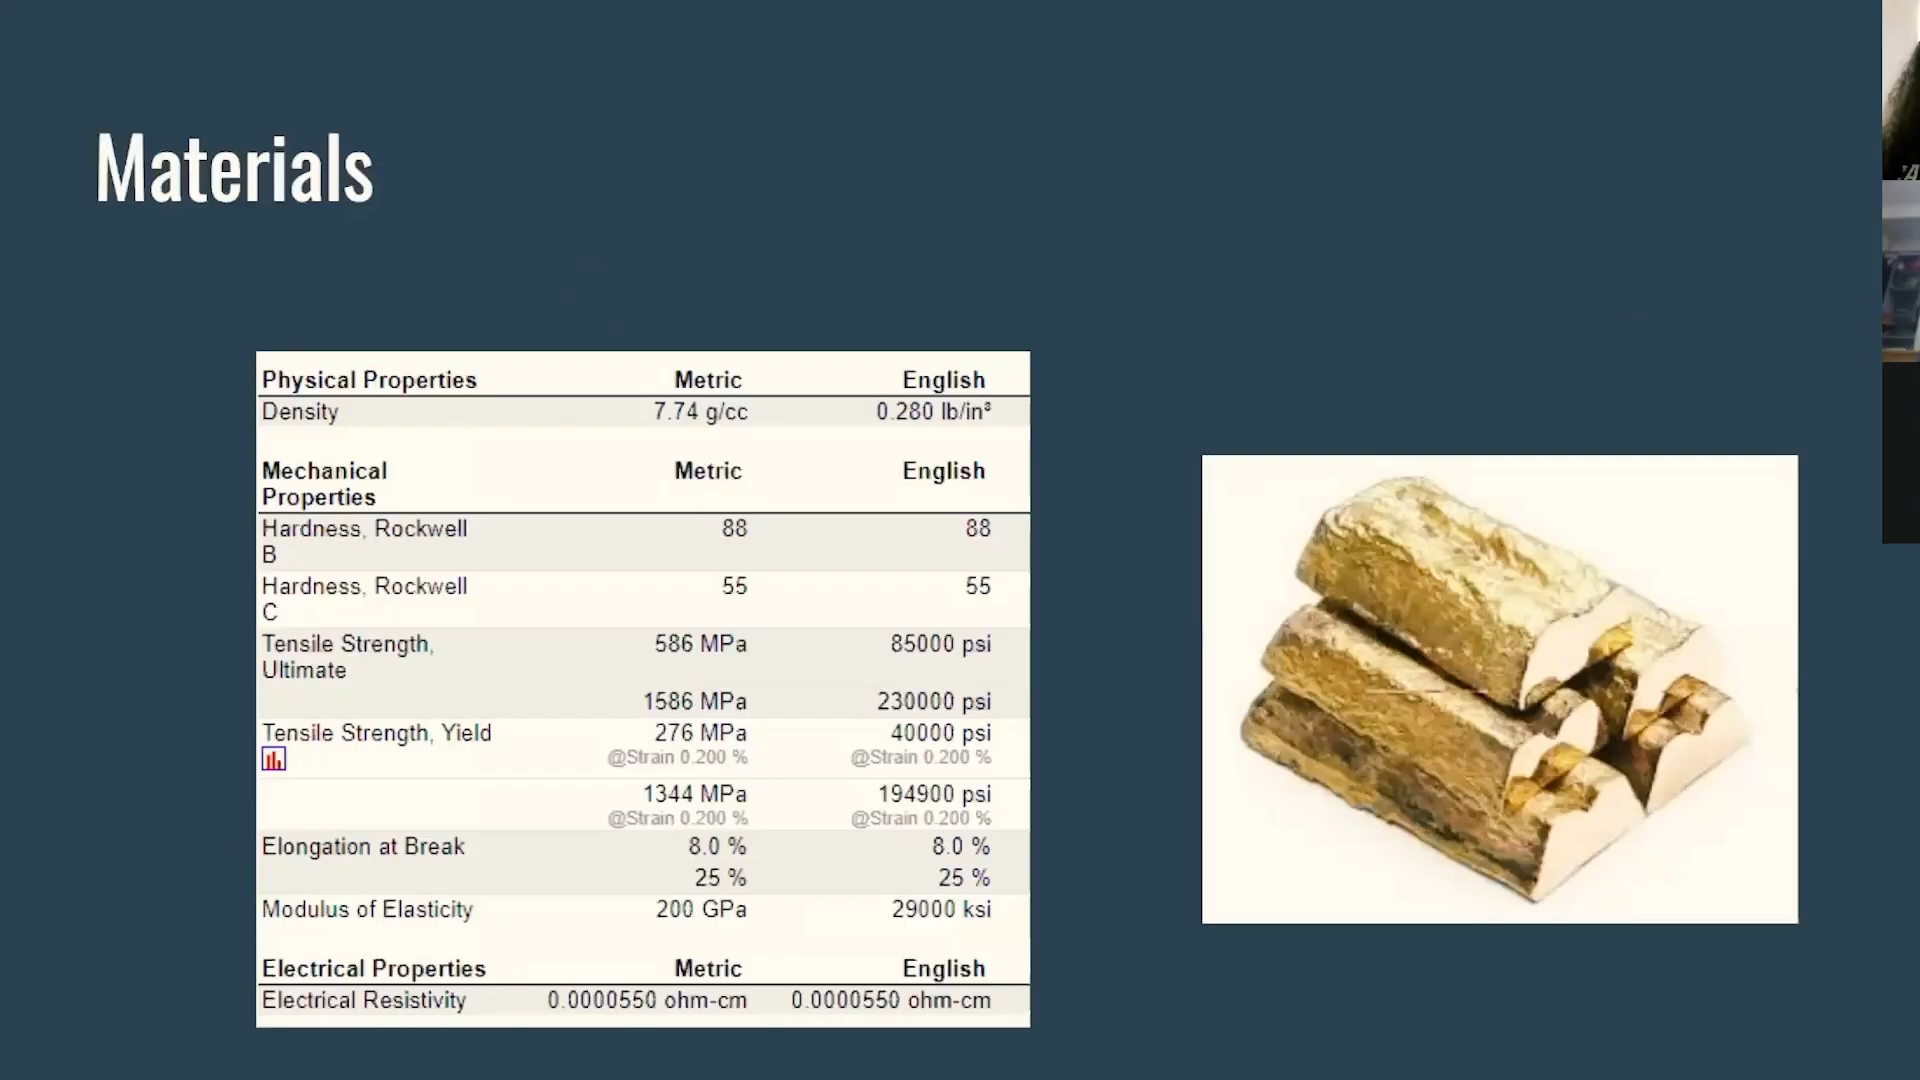 Materials
Physical Properties Metric English
Density 7.74 g/cc 0.280 lb/in³
Mechanical Metric English
Properties
Hardness, Rockwell 88 88
B
Hardness, Rockwell 55 55
C
Tensile Strength, 586 MPa 85000 psi
Ultimate
1586 MPa 230000 psi
Tensile Strength, Yield 276 MPa 40000 psi
@Strain 0.200 % @Strain 0.200 %
1344 MPa 194900 psi
@Strain 0.200 % @Strain 0.200 %
Elongation at Break 8.0 % 8.0 %
25 % 25 %
Modulus of Elasticity 200 GPa 29000 ksi
Electrical Properties Metric English
Electrical Resistivity 0.0000550 ohm-cm 0.0000550 ohm-cm